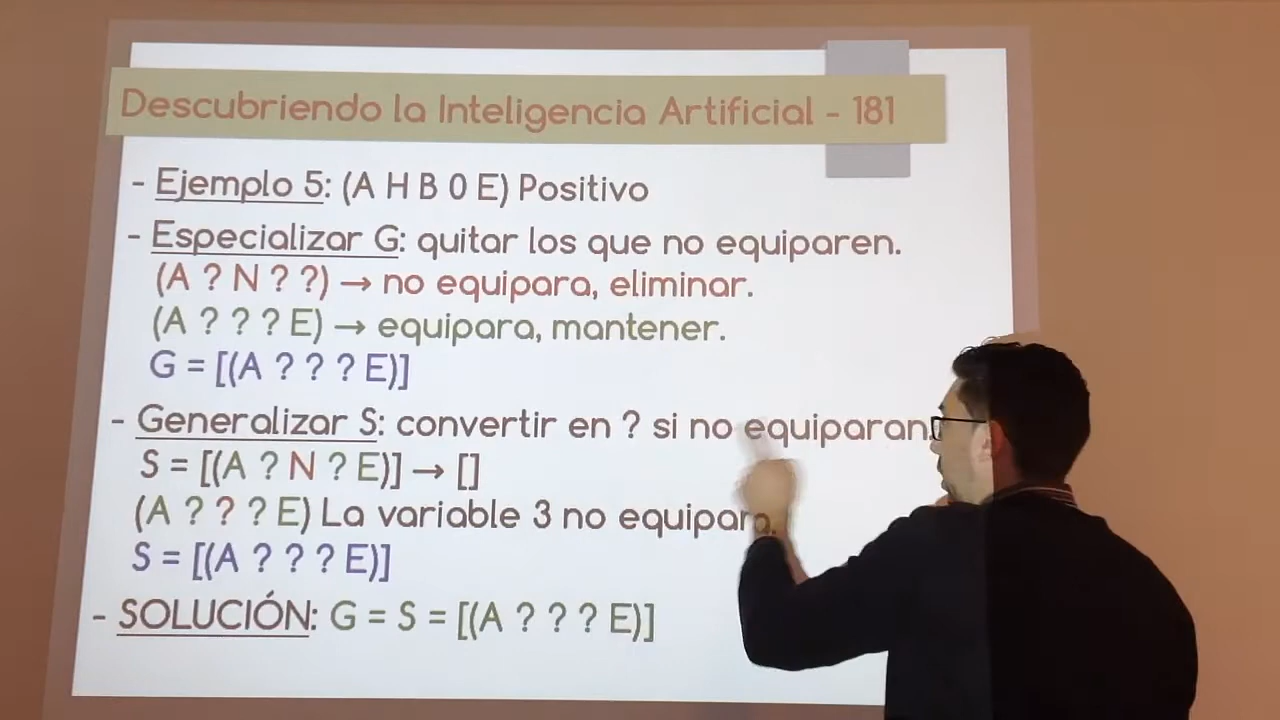 Descubriendo la Inteligencia Artificial - 181
- Ejemplo 5: (A H B 0 E) Positivo
- Especializar G: quitar los que no equiparen.
(A ? N ? ?) → no equipara, eliminar.
(A ? ? ? E) → equipara, mantener.
G = [(A ? ? ? E)]
- Generalizar S: convertir en ? si no equiparan.
S = [(A ? N ? E)] → []
(A ? ? ? E) La variable 3 no equipara.
S = [(A ? ? ? E)]
- SOLUCIÓN: G = S = [(A ? ? ? E)]